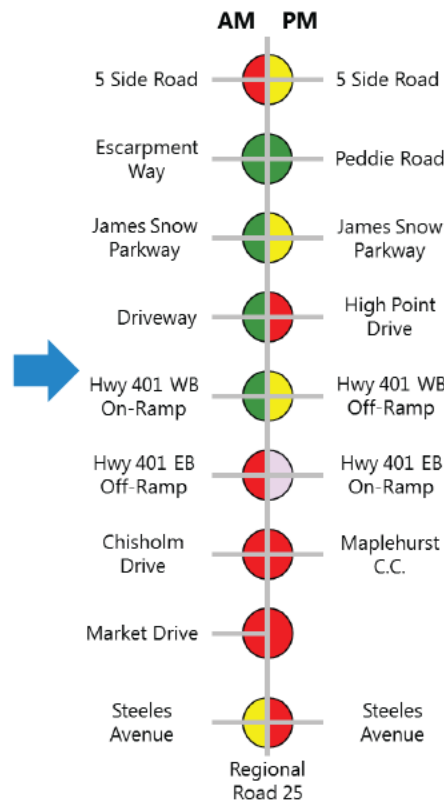 AM PM
5 Side Road 5 Side Road
Escarpment
Way
Peddie Road
James Snow
Parkway
James Snow
Parkway
Driveway
High Point
Drive
Hwy 401 WB
On-Ramp
Hwy 401 WB
Off-Ramp
Hwy 401 EB
Off-Ramp
Hwy 401 EB
On-Ramp
Chisholm
Drive
Maplehurst
C.C.
Market Drive
Steeles
Avenue
Steeles
Avenue
Regional
Road 25